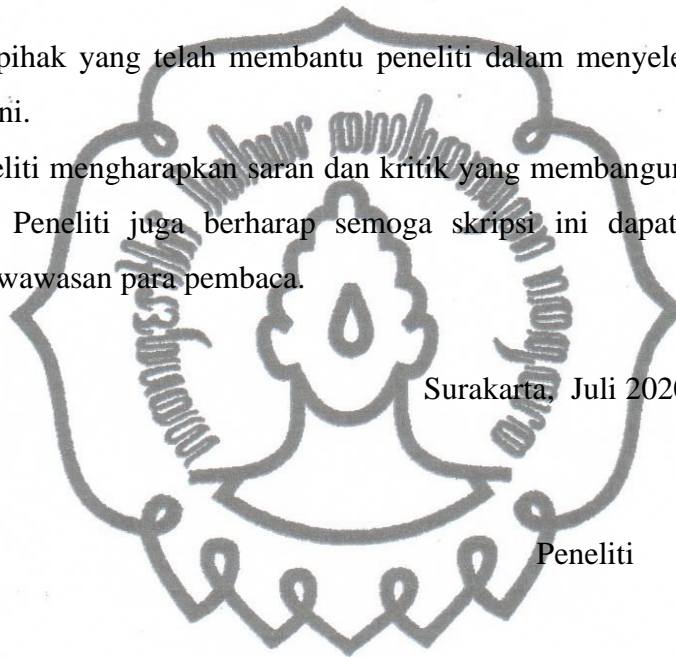 pihak yang telah membantu peneliti dalam menyele
ni.
eliti mengharapkan saran dan kritik yang membangun
Peneliti juga berharap semoga skripsi ini dapat
wawasan para pembaca.
Surakarta, Juli 2020
Peneliti